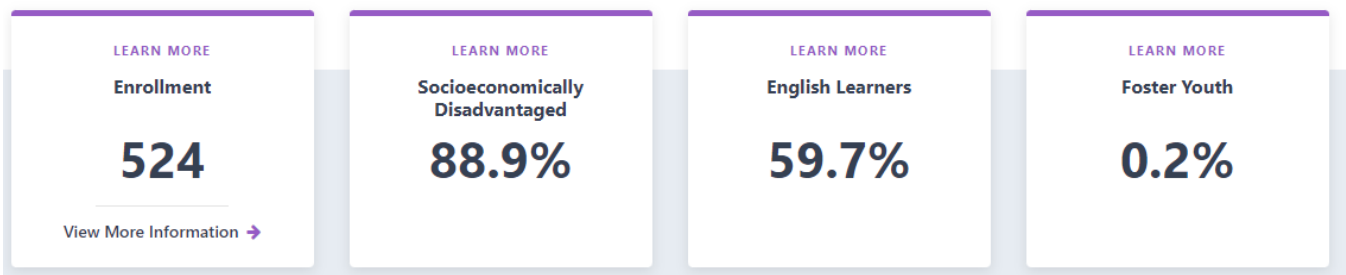 LEARN MORE
Enrollment
524
View More Information
LEARN MORE
Socioeconomically
Disadvantaged
88.9%
LEARN MORE
English Learners
59.7%
LEARN MORE
Foster Youth
0.2%